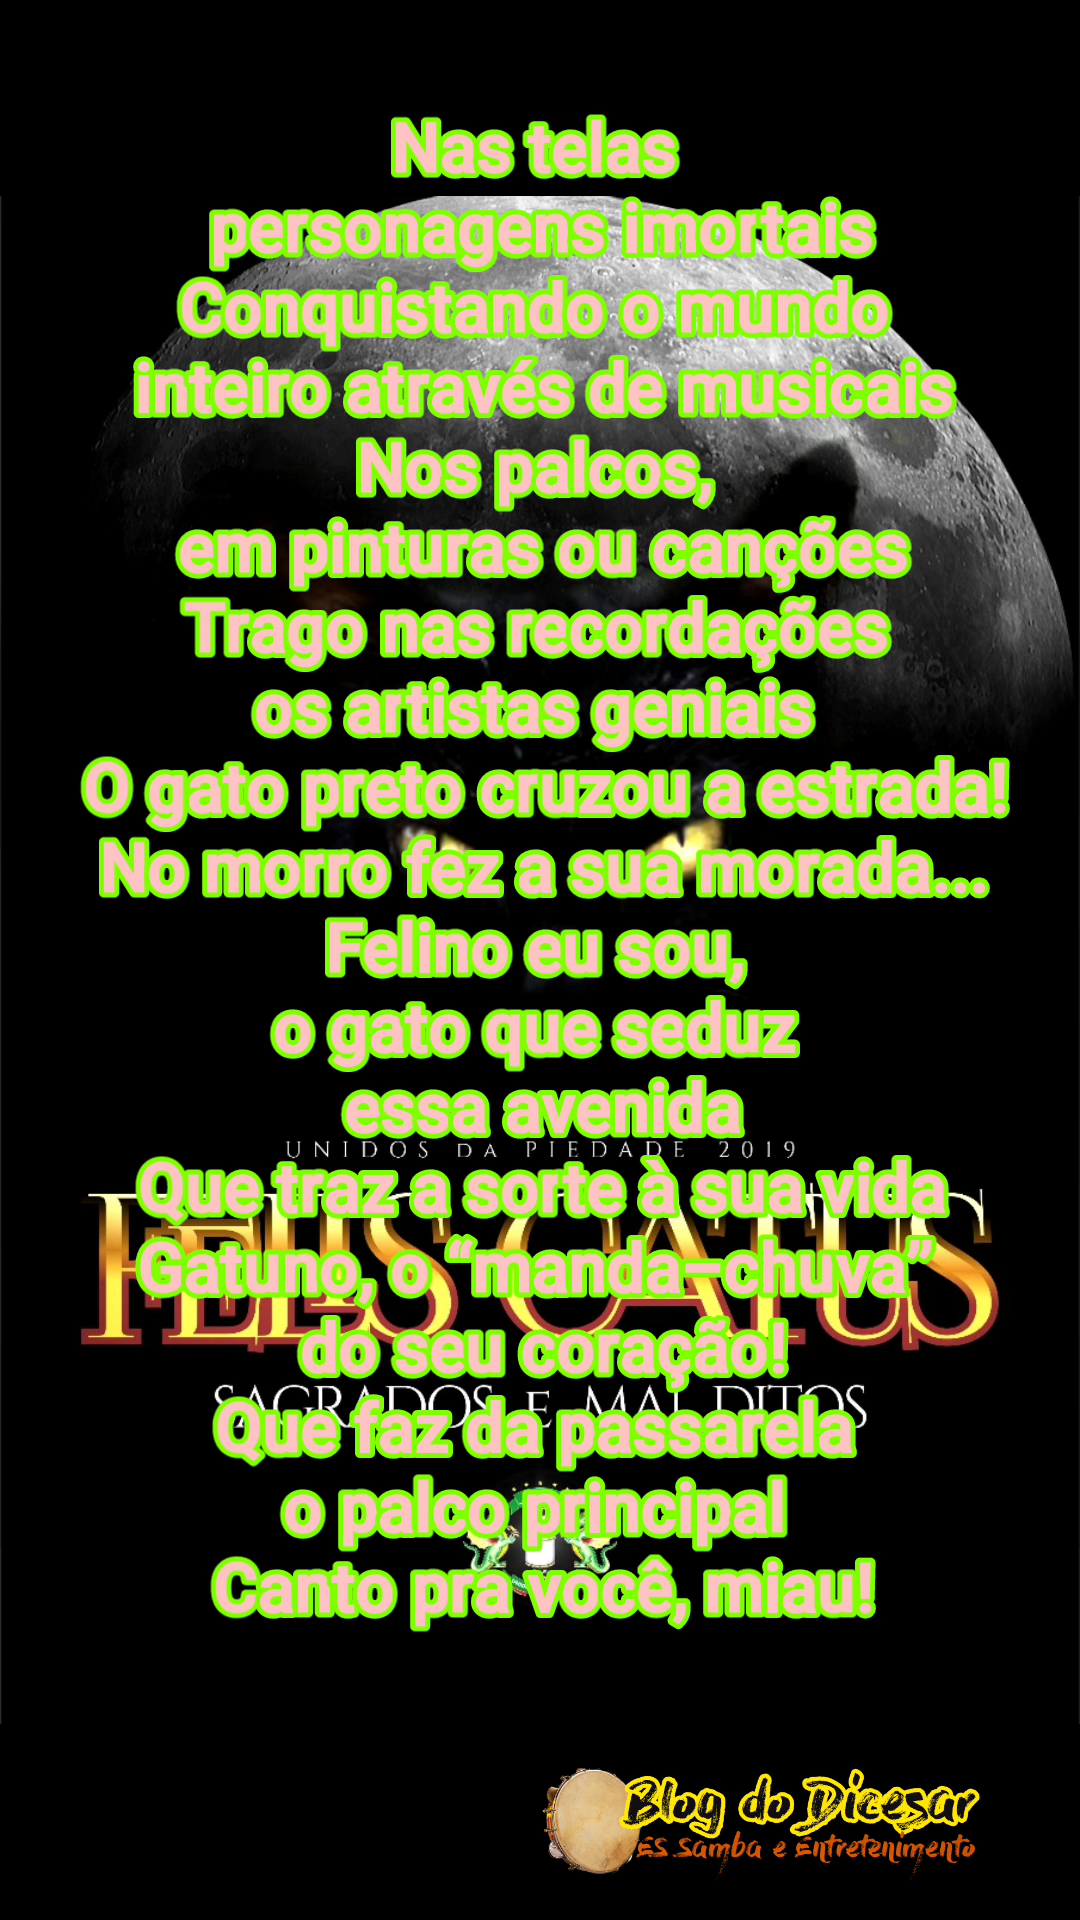 Nas telas
personagens imortais
Conquistando o mundo
inteiro através de musicais
Nos palcos,
em pinturas ou canções
Trago nas recordações
os artistas geniais
O gato preto cruzou a estrada!
No morro fez a sua morada...
Felino eu sou,
o gato que seduz
essa avenida
UNIDOS DA PIEDADE 2019
Que traz a sorte à sua vida
FELIS CATUS
Gatuno, o “manda-chuva”
do seu coração!
SAGRADOS E MALDITOS
Que faz da passarela
o palco principal
Canto pra você, miau!
Blog do Dicesar
ES Samba e Entretenimento